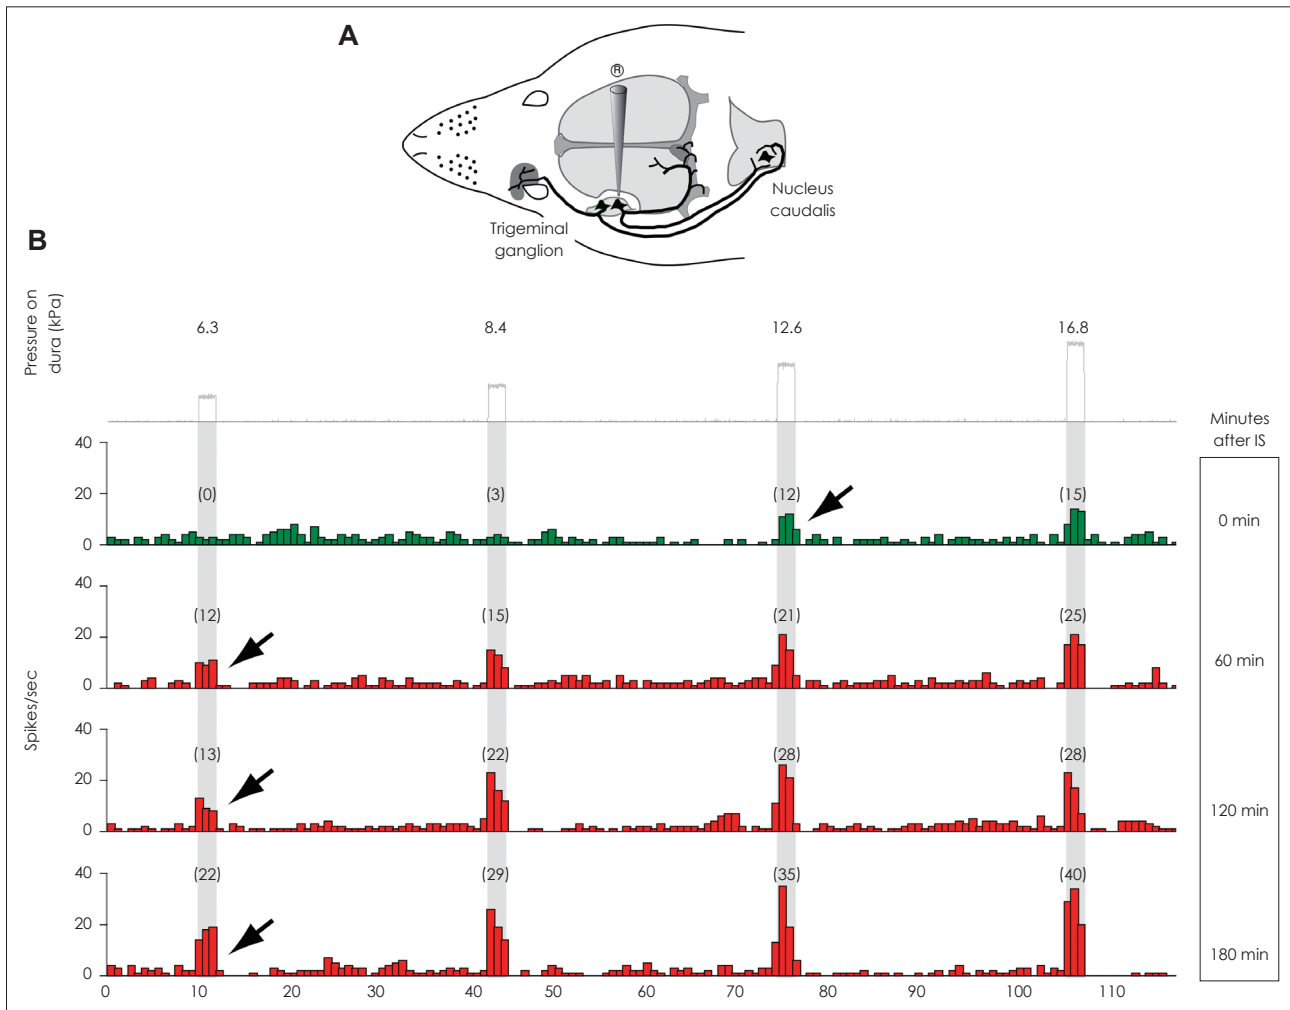 A
R
Nucleus
caudalis
Trigeminal
ganglion
B
Pressure on
dura (kPa)
6.3
8.4
12.6
16.8
Minutes
after IS
40
20
0
(0)
(3)
(12)
(15)
0 min
40
20
0
(12)
(15)
(21)
(25)
60 min
Spikes/sec
40
20
0
(13)
(22)
(28)
(28)
120 min
40
20
0
(22)
(29)
(35)
(40)
180 min
0 10 20 30 40 50 60 70 80 90 100 110